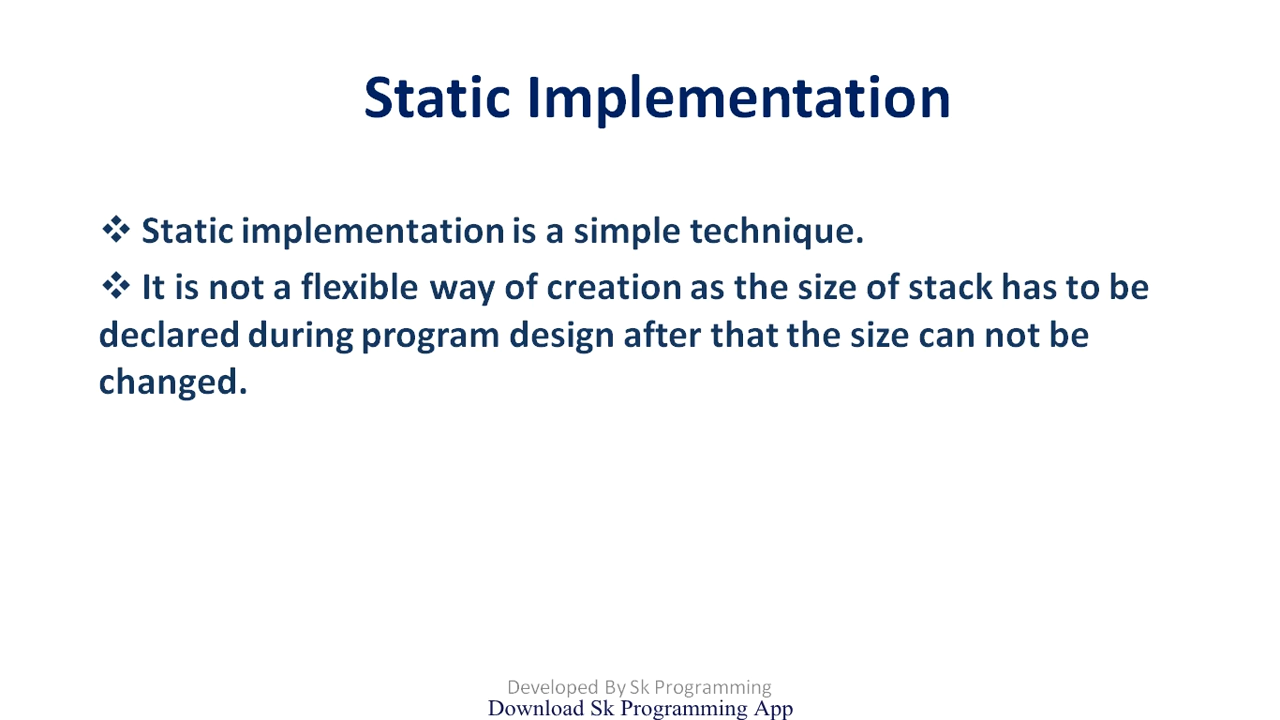 Static Implementation
❖ Static implementation is a simple technique.
❖ It is not a flexible way of creation as the size of stack has to be
declared during program design after that the size can not be
changed.
Developed By Sk Programming
Download Sk Programming App